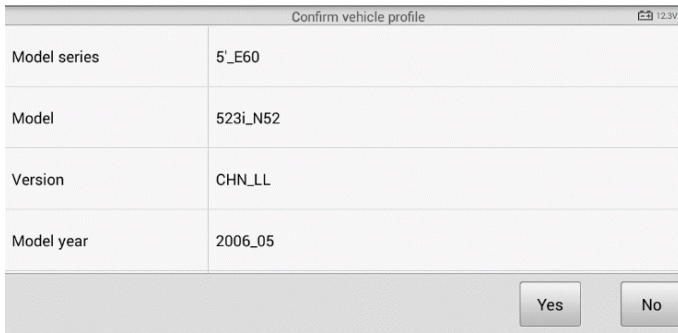 Confirm vehicle profile 12.3V
Model series 5'_E60
Model 523i_N52
Version CHN_LL
Model year 2006_05
Yes No